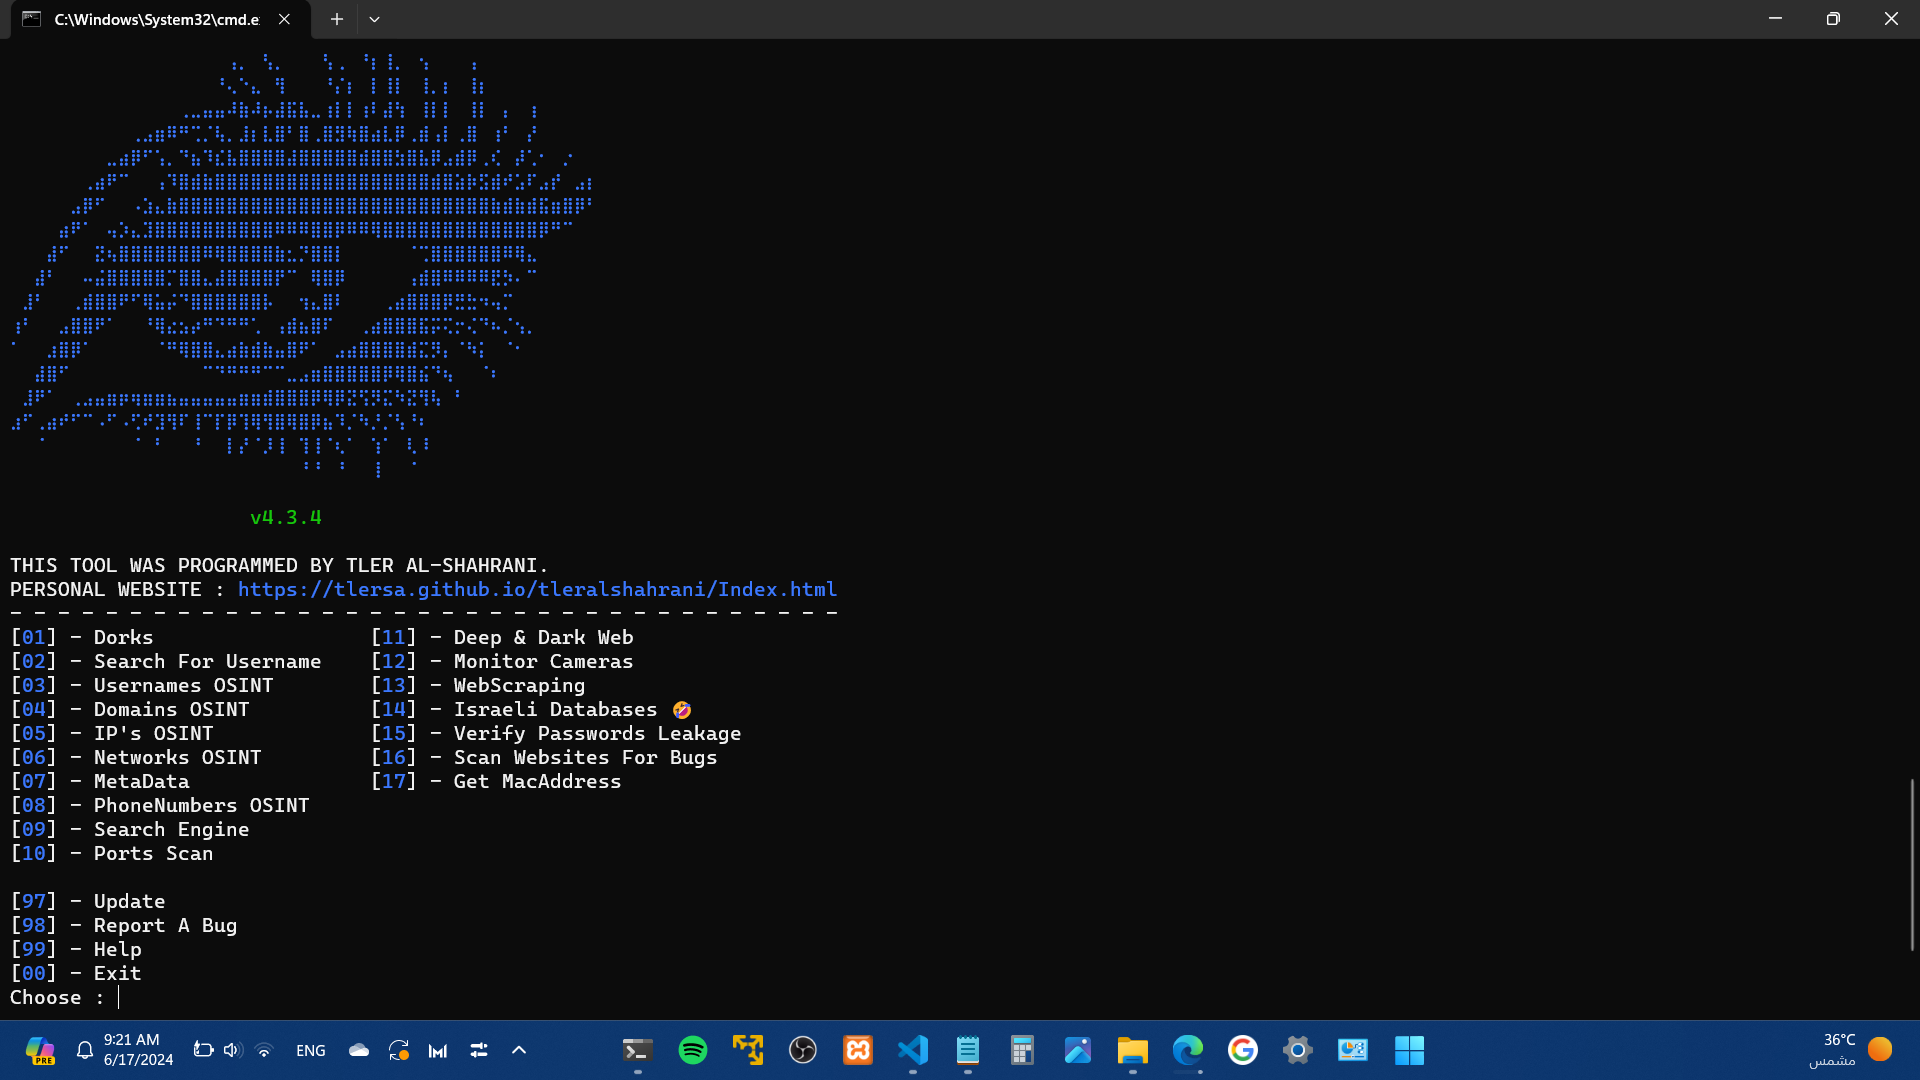 C:\Windows\System32\cmd.e
v4.3.4
THIS TOOL WAS PROGRAMMED BY TLER AL-SHAHRANI.
PERSONAL WEBSITE : https://tlersa.github.io/tleralshahrani/Index.html
- - - - - - - - - - - - - - - - - - - - - - - - - - - - - - - - - - -
[01] - Dorks [11] - Deep & Dark Web
[02] - Search For Username [12] - Monitor Cameras
[03] - Usernames OSINT [13] - WebScraping
[04] - Domains OSINT [14] - Israeli Databases 🤣
[05] - IP's OSINT [15] - Verify Passwords Leakage
[06] - Networks OSINT [16] - Scan Websites For Bugs
[07] - MetaData [17] - Get MacAddress
[08] - PhoneNumbers OSINT
[09] - Search Engine
[10] - Ports Scan
[97] - Update
[98] - Report A Bug
[99] - Help
[00] - Exit
Choose :
PRE
9:21 AM
6/17/2024
ENG
36°C
مشمس